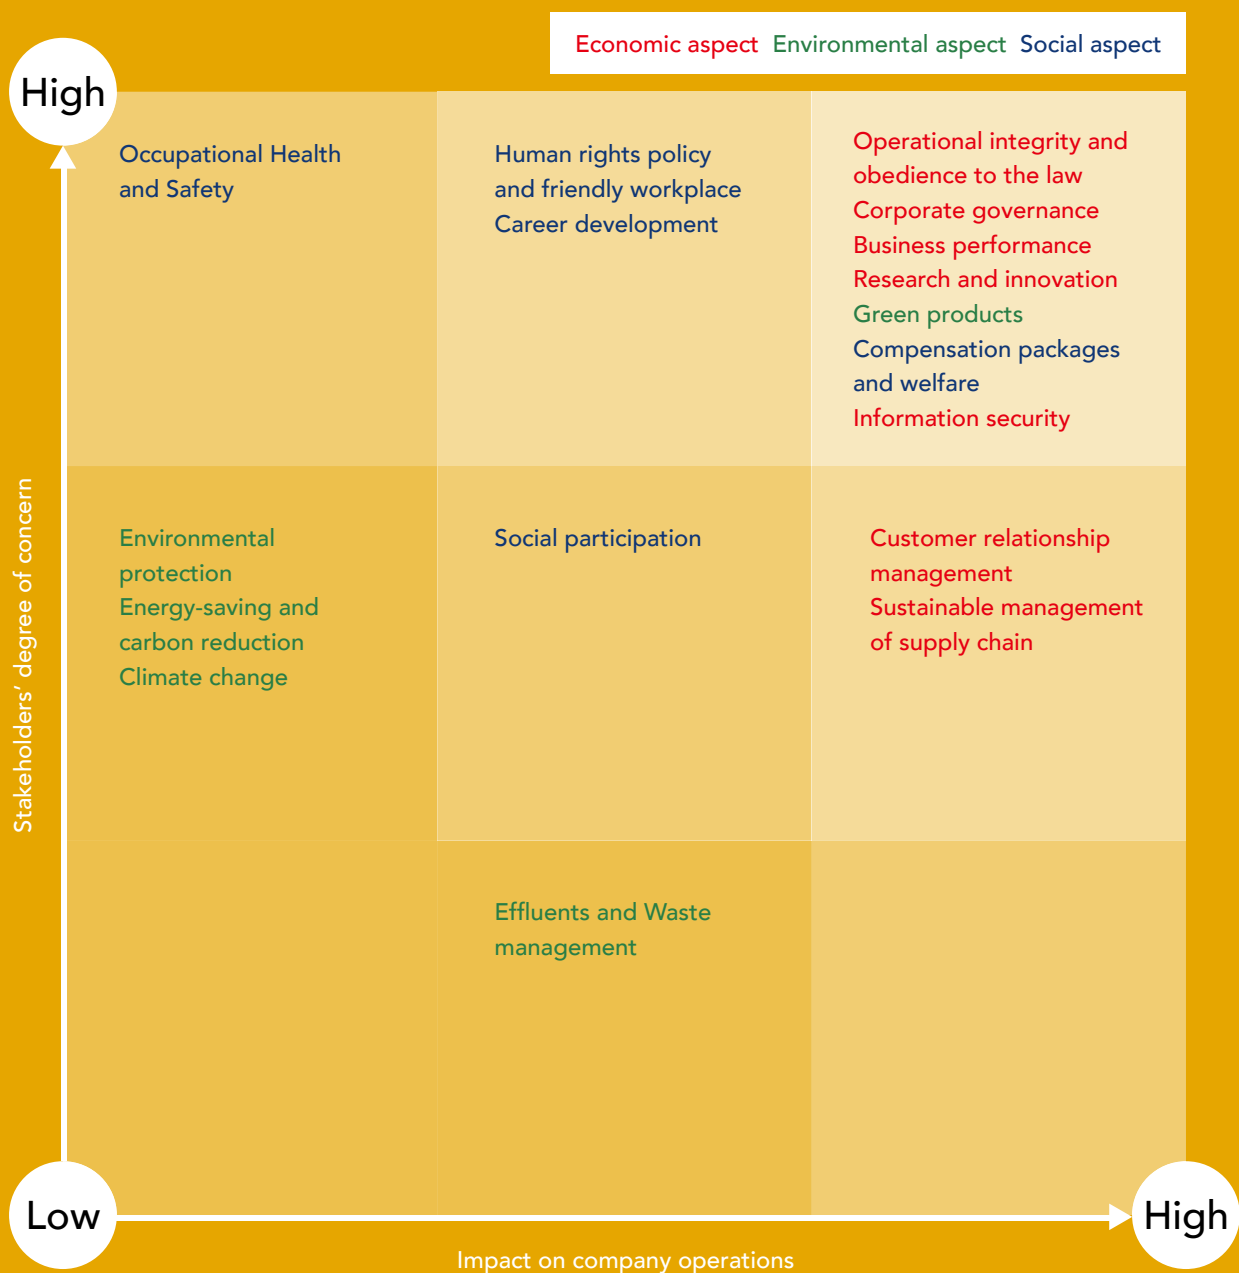 Economic aspect Environmental aspect Social aspect
High
Occupational Health
and Safety
Human rights policy
and friendly workplace
Career development
Operational integrity and
obedience to the law
Corporate governance
Business performance
Research and innovation
Green products
Compensation packages
and welfare
Information security
Stakeholders' degree of concern
Environmental
protection
Energy-saving and
carbon reduction
Climate change
Social participation
Customer relationship
management
Sustainable management
of supply chain
Effluents and Waste
management
Low
High
Impact on company operations